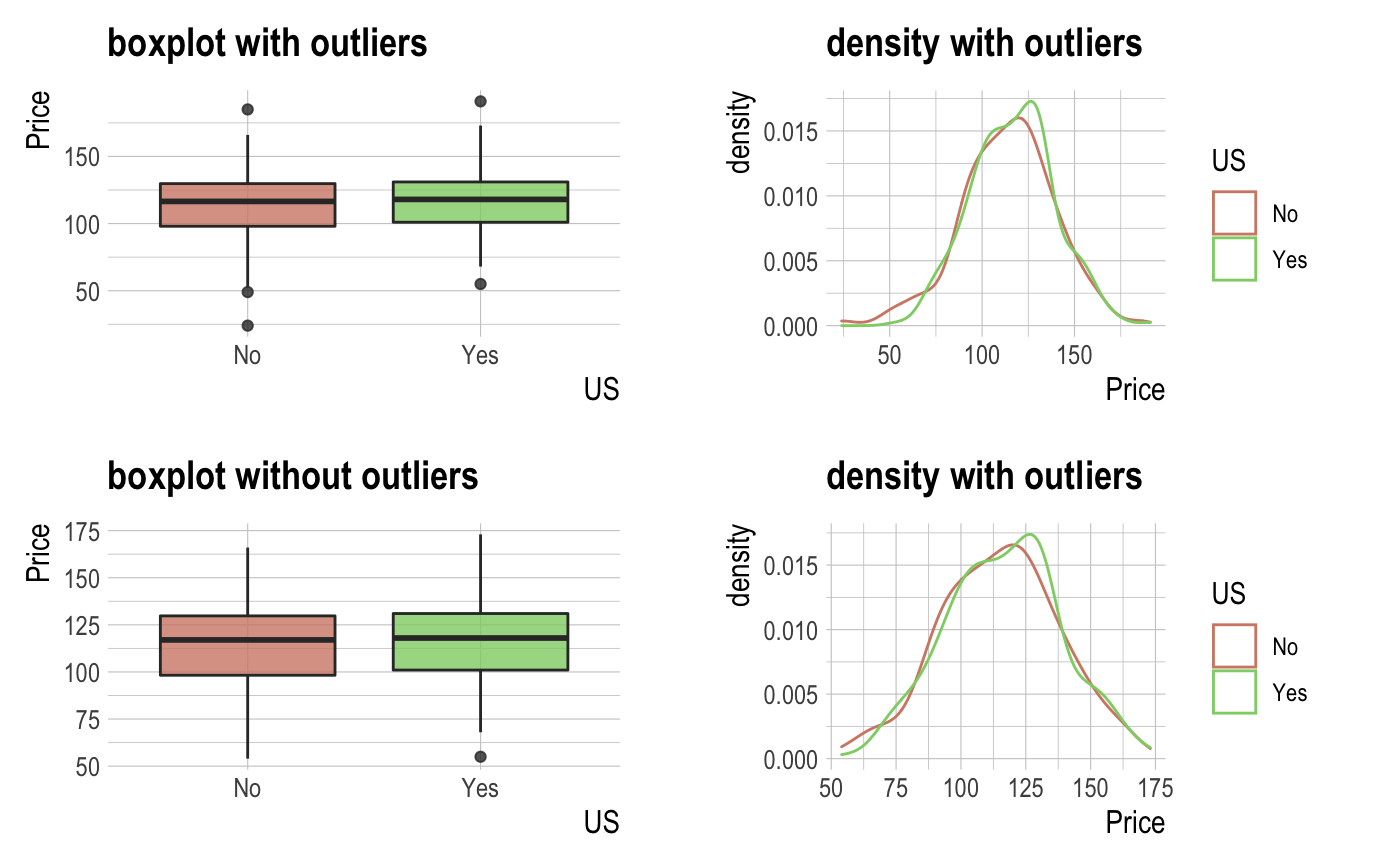 boxplot with outliers
Price
150
100
50
No
Yes
US
density with outliers
density
0.015
0.010
0.005
0.000
50
100
150
Price
US
No
Yes
boxplot without outliers
Price
175
150
125
100
75
50
No
Yes
US
density with outliers
density
0.015
0.010
0.005
0.000
50
75
100
125
150
175
Price
US
No
Yes